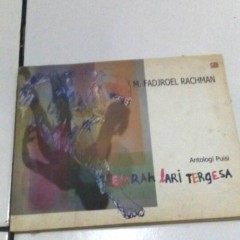 M. FADJROEL RACHMAN
Antologi Puisi
SEJARAH LARI TERGESA